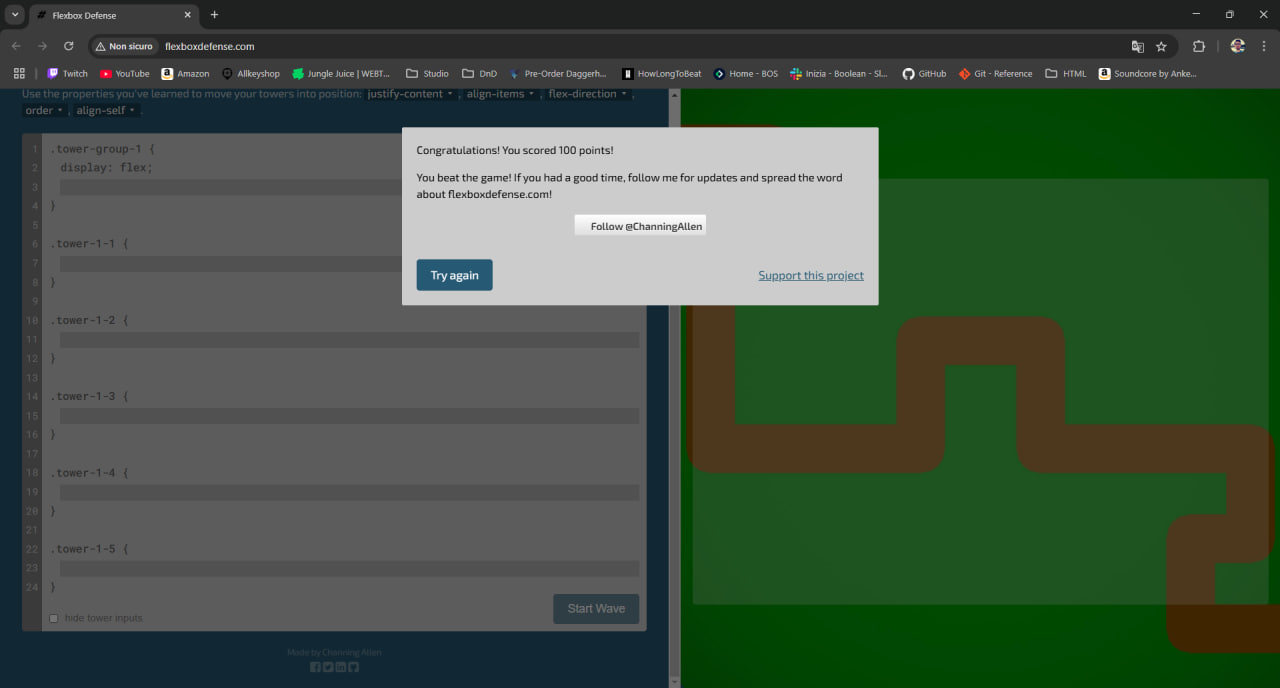 Flexbox Defense
Non sicuro
flexboxdefense.com
Twitch
YouTube
Amazon
Allkeyshop
Jungle Juice | WEBT...
Studio
DnD
Pre-Order Daggerh...
HowLongToBeat
Home - BOS
Inizia - Boolean - Sl...
GitHub
Git - Reference
HTML
Soundcore by Anke...
Use the properties you've learned to move your towers into position: justify-content , align-items , flex-direction ,
order , align-self .
1 .tower-group-1 {
2 display: flex;
3
4 }
5
6 .tower-1-1 {
7
8 }
9
10 .tower-1-2 {
11
12 }
13
14 .tower-1-3 {
15
16 }
17
18 .tower-1-4 {
19
20 }
21
22 .tower-1-5 {
23
24 }
hide tower inputs
Start Wave
Made by Channing Allen
Congratulations! You scored 100 points!
You beat the game! If you had a good time, follow me for updates and spread the word
about flexboxdefense.com!
Follow @ChanningAllen
Try again
Support this project